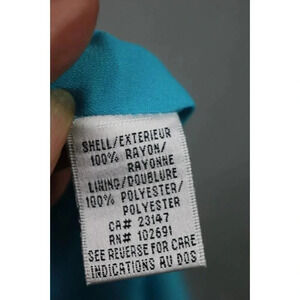 SHELL/EXTERIEUR
100% RAYON/
RAYONNE
LINING/DOUBLURE
100% POLYESTER/
POLYESTER
CA# 23147
RN# 102691
SEE REVERSE FOR CARE
INDICATIONS AU DOS